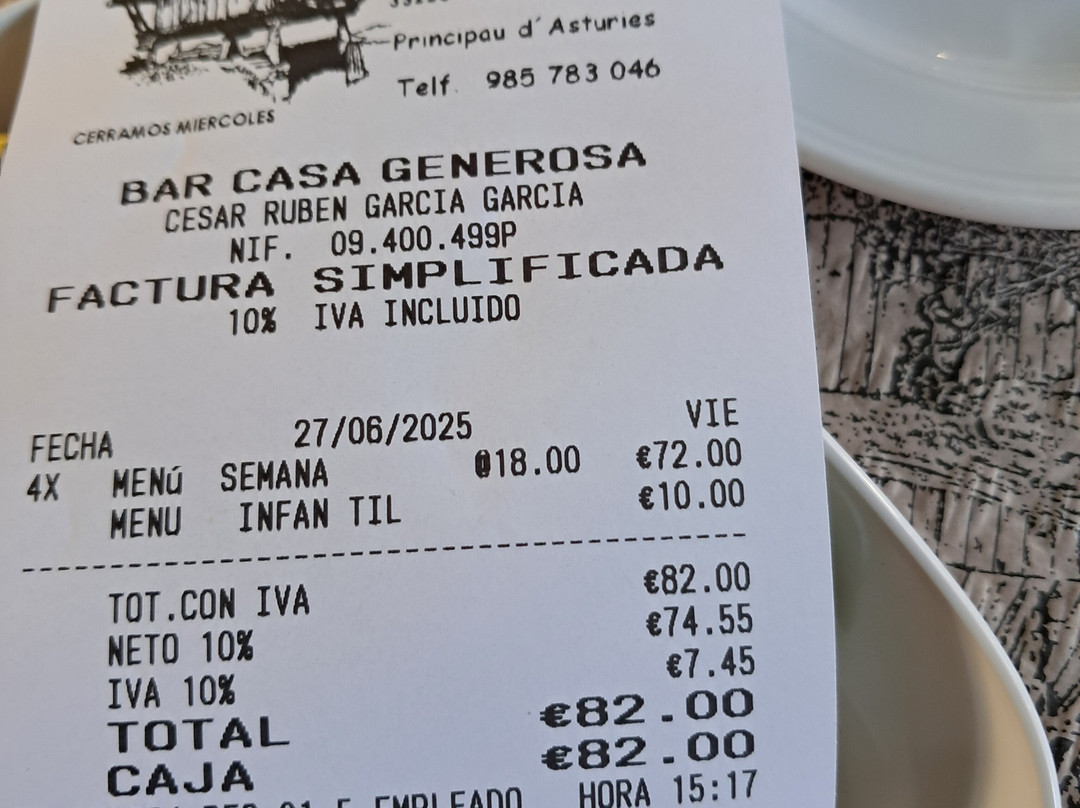 Principau d´Asturies
Telf. 985 783 046
CERRAMOS MIERCOLES
BAR CASA GENEROSA
CESAR RUBEN GARCIA GARCIA
NIF. 09.400.499P
FACTURA SIMPLIFICADA
10% IVA INCLUIDO
FECHA 27/06/2025 VIE
4X MENú SEMANA @18.00 €72.00
MENU INFAN TIL €10.00
TOT.CON IVA €82.00
NETO 10% €74.55
IVA 10% €7.45
TOTAL €82.00
CAJA €82.00
EMPLEADO HORA 15:17